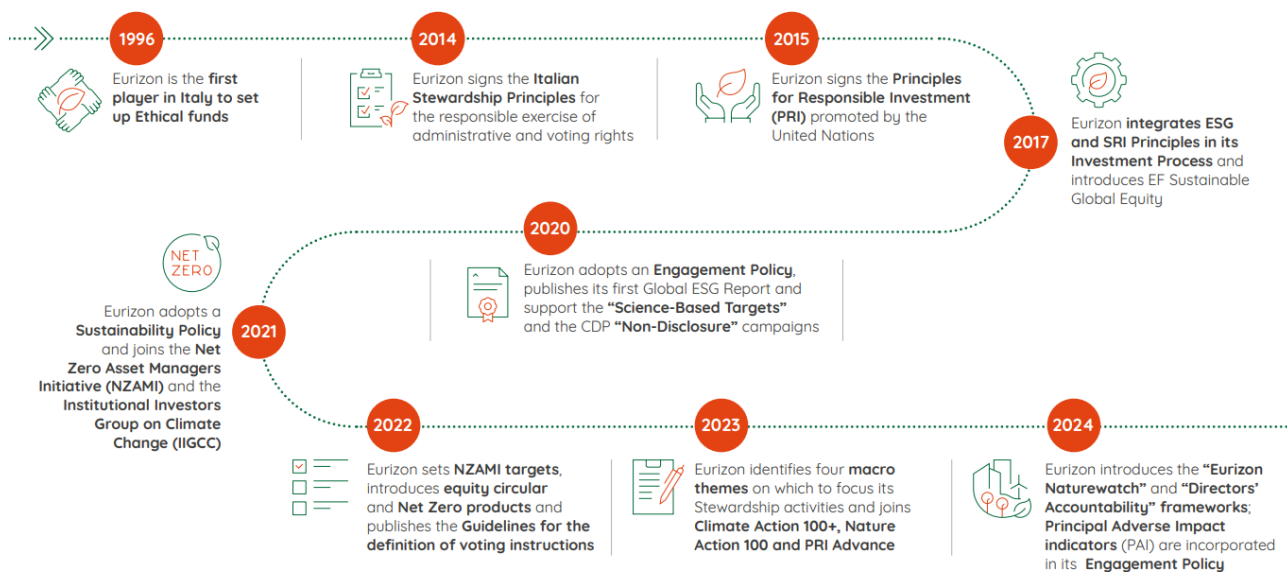 1996
Eurizon is the first
player in Italy to set
up Ethical funds
2014
Eurizon signs the Italian
Stewardship Principles for
the responsible exercise of
administrative and voting rights
2015
Eurizon signs the Principles
for Responsible Investment
(PRI) promoted by the
United Nations
2017
Eurizon integrates ESG
and SRI Principles in its
Investment Process and
introduces EF Sustainable
Global Equity
2020
Eurizon adopts an Engagement Policy,
publishes its first Global ESG Report and
support the “Science-Based Targets”
and the CDP “Non-Disclosure” campaigns
NET
ZERO
2021
Eurizon adopts a
Sustainability Policy
and joins the Net
Zero Asset Managers
Initiative (NZAMI) and the
Institutional Investors
Group on Climate
Change (IIGCC)
2022
Eurizon sets NZAMI targets,
introduces equity circular
and Net Zero products and
publishes the Guidelines for the
definition of voting instructions
2023
Eurizon identifies four macro
themes on which to focus its
Stewardship activities and joins
Climate Action 100+, Nature
Action 100 and PRI Advance
2024
Eurizon introduces the “Eurizon
Naturewatch” and “Directors’
Accountability” frameworks;
Principal Adverse Impact
indicators (PAI) are incorporated
in its Engagement Policy